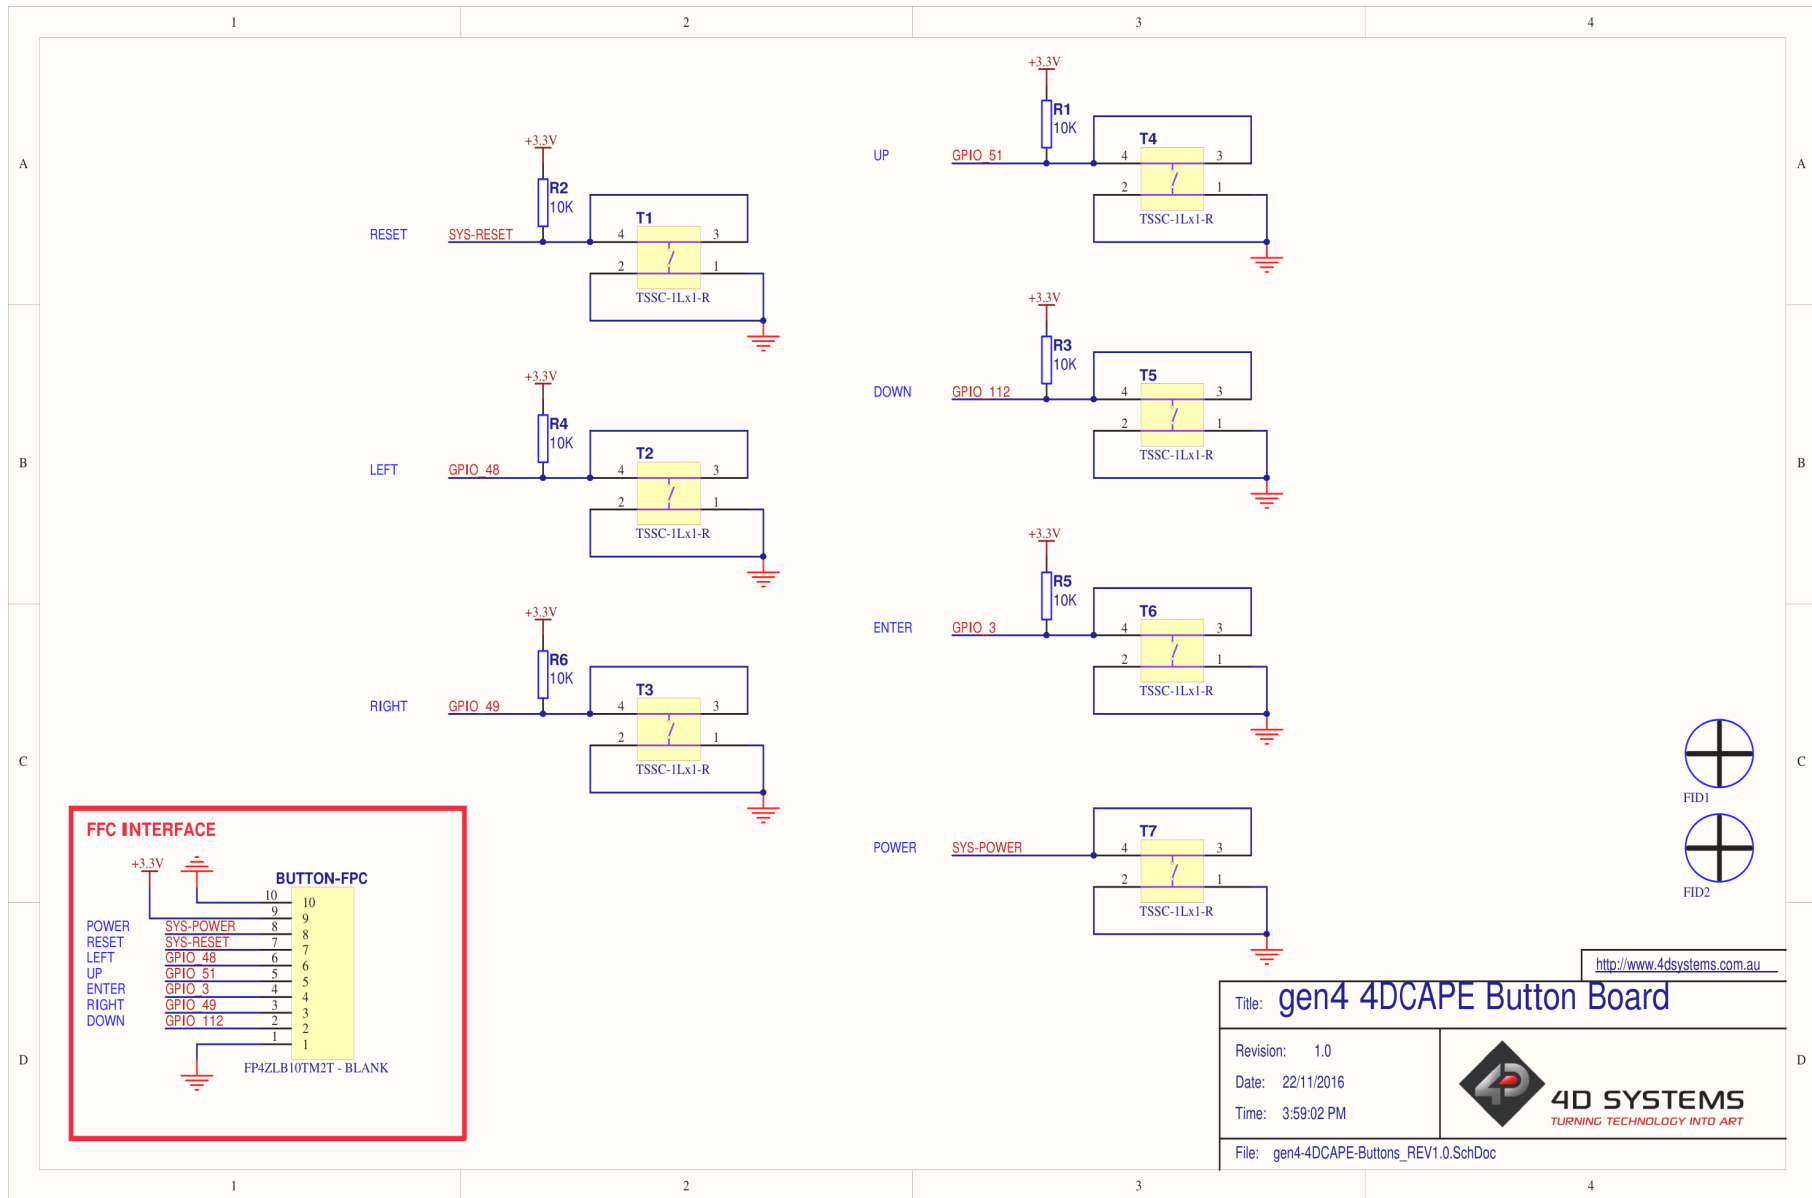 1 2 3 4
A A
B B
C C
D D
1 2 3 4
+3.3V
R2
10K
RESET SYS-RESET
T1
4 3
2 1
TSSC-1Lx1-R
+3.3V
R4
10K
LEFT GPIO_48
T2
4 3
2 1
TSSC-1Lx1-R
+3.3V
R6
10K
RIGHT GPIO_49
T3
4 3
2 1
TSSC-1Lx1-R
+3.3V
R1
10K
UP GPIO_51
T4
4 3
2 1
TSSC-1Lx1-R
+3.3V
R3
10K
DOWN GPIO_112
T5
4 3
2 1
TSSC-1Lx1-R
+3.3V
R5
10K
ENTER GPIO_3
T6
4 3
2 1
TSSC-1Lx1-R
POWER SYS-POWER
T7
4 3
2 1
TSSC-1Lx1-R
FID1
FID2
FFC INTERFACE
+3.3V
BUTTON-FPC
10 10
9 9
POWER SYS-POWER 8 8
RESET SYS-RESET 7 7
LEFT GPIO_48 6 6
UP GPIO_51 5 5
ENTER GPIO_3 4 4
RIGHT GPIO_49 3 3
DOWN GPIO_112 2 2
1 1
FP4ZLB10TM2T - BLANK
http://www.4dsystems.com.au
Title: gen4 4DCAPE Button Board
Revision: 1.0
Date: 22/11/2016
Time: 3:59:02 PM
4D SYSTEMS
TURNING TECHNOLOGY INTO ART
File: gen4-4DCAPE-Buttons_REV1.0.SchDoc